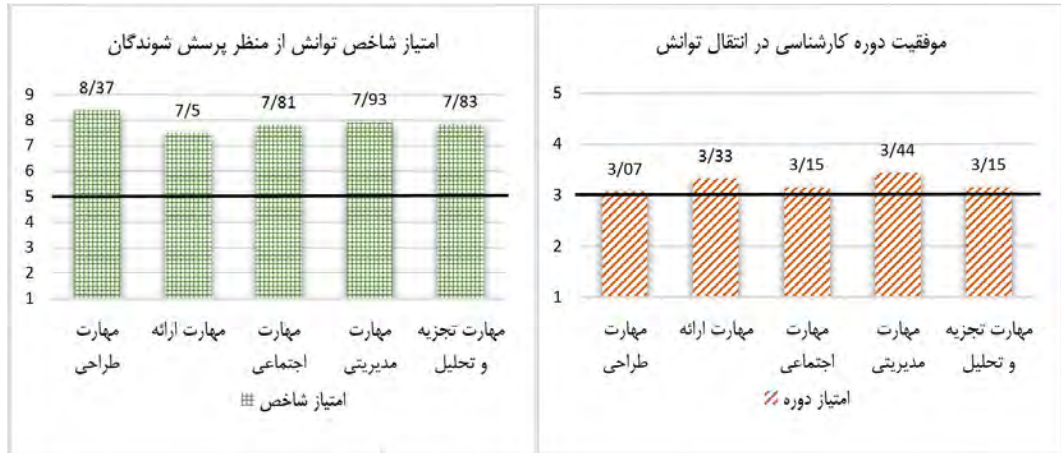 موفقیت دوره کارشناسی در انتقال توانش
5
4
3
2
1
3/07
3/33
3/15
3/44
3/15
مهارت
طراحی
مهارت ارائه
مهارت
اجتماعی
مهارت
مدیریتی
مهارت تجزیه
و تحلیل
امتیاز دوره
امتیاز شاخص توانش از منظر پرسش شوندگان
9
8
7
6
5
4
3
2
1
8/37
7/5
7/81
7/93
7/83
مهارت
طراحی
مهارت ارائه
مهارت
اجتماعی
مهارت
مدیریتی
مهارت تجزیه
و تحلیل
امتیاز شاخص